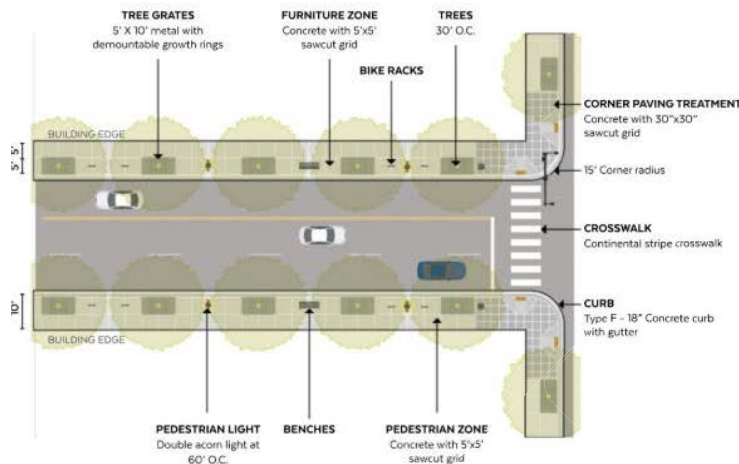 TREE GRATES
5' X 10' metal with
demountable growth rings
FURNITURE ZONE
Concrete with 5'x5'
sawcut grid
TREES
30' O.C.
BIKE RACKS
BUILDING EDGE
5' 5'
CORNER PAVING TREATMENT
Concrete with 30"x30"
sawcut grid
15' Corner radius
CROSSWALK
Continental stripe crosswalk
10'
CURB
Type F - 18" Concrete curb
with gutter
BUILDING EDGE
PEDESTRIAN LIGHT
Double acorn light at
60' O.C.
BENCHES
PEDESTRIAN ZONE
Concrete with 5'x5'
sawcut grid